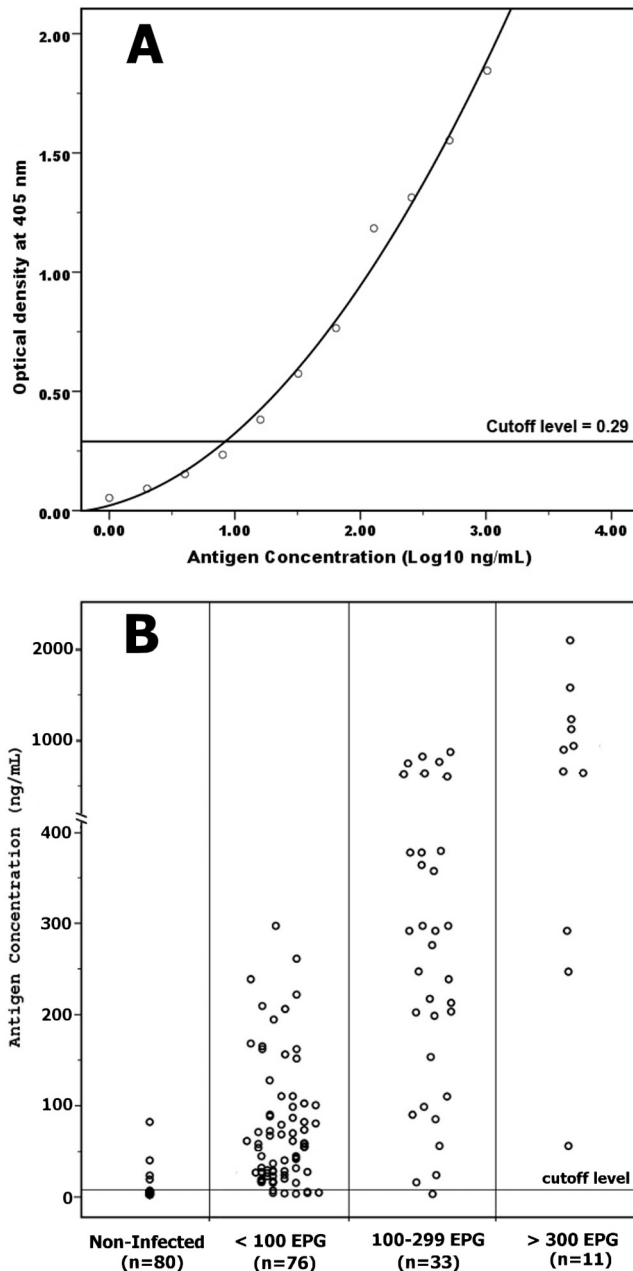 A
2.00
1.50
1.00
0.50
0.00
Optical density at 405 nm
Cutoff level = 0.29
0.00 1.00 2.00 3.00 4.00
Antigen Concentration (Log10 ng/mL)
B
2000
1000
400
300
200
100
0
Antigen Concentration (ng/mL)
cutoff level
Non-Infected < 100 EPG 100-299 EPG > 300 EPG
(n=80) (n=76) (n=33) (n=11)